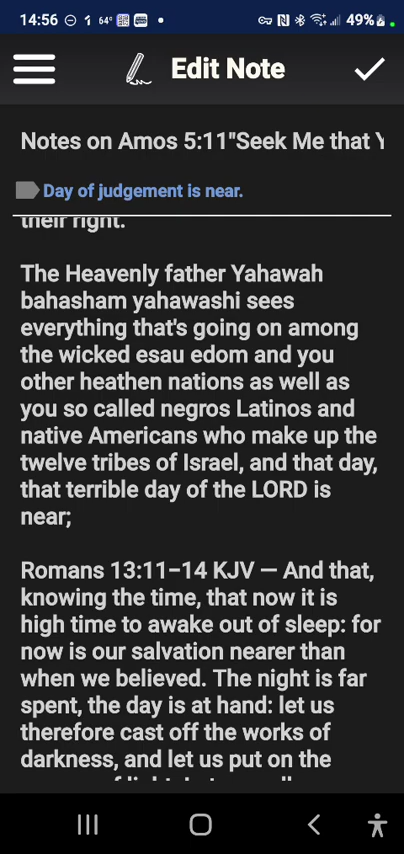 14:56 64° 49%
Edit Note
Notes on Amos 5:11"Seek Me that Y
Day of judgement is near.
their right.
The Heavenly father Yahawah
bahasham yahawashi sees
everything that's going on among
the wicked esau edom and you
other heathen nations as well as
you so called negros Latinos and
native Americans who make up the
twelve tribes of Israel, and that day,
that terrible day of the LORD is
near;
Romans 13:11–14 KJV — And that,
knowing the time, that now it is
high time to awake out of sleep: for
now is our salvation nearer than
when we believed. The night is far
spent, the day is at hand: let us
therefore cast off the works of
darkness, and let us put on the